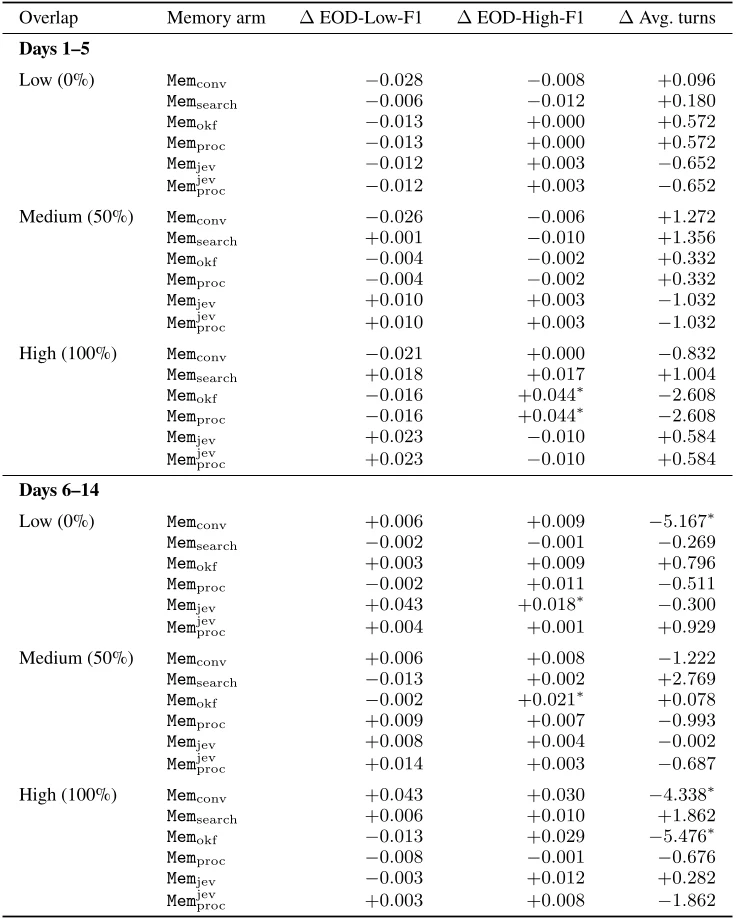 Overlap Memory arm Δ EOD-Low-F1 Δ EOD-High-F1 Δ Avg. turns
Days 1–5
Low (0%) Mem_conv −0.028 −0.008 +0.096
Mem_search −0.006 −0.012 +0.180
Mem_okf −0.013 +0.000 +0.572
Mem_proc −0.013 +0.000 +0.572
Mem_jev −0.012 +0.003 −0.652
Mem_proc^jev −0.012 +0.003 −0.652
Medium (50%) Mem_conv −0.026 −0.006 +1.272
Mem_search +0.001 −0.010 +1.356
Mem_okf −0.004 −0.002 +0.332
Mem_proc −0.004 −0.002 +0.332
Mem_jev +0.010 +0.003 −1.032
Mem_proc^jev +0.010 +0.003 −1.032
High (100%) Mem_conv −0.021 +0.000 −0.832
Mem_search +0.018 +0.017 +1.004
Mem_okf −0.016 +0.044* −2.608
Mem_proc −0.016 +0.044* −2.608
Mem_jev +0.023 −0.010 +0.584
Mem_proc^jev +0.023 −0.010 +0.584
Days 6–14
Low (0%) Mem_conv +0.006 +0.009 −5.167*
Mem_search −0.002 −0.001 −0.269
Mem_okf +0.003 +0.009 +0.796
Mem_proc −0.002 +0.011 −0.511
Mem_jev +0.043 +0.018* −0.300
Mem_proc^jev +0.004 +0.001 +0.929
Medium (50%) Mem_conv +0.006 +0.008 −1.222
Mem_search −0.013 +0.002 +2.769
Mem_okf −0.002 +0.021* +0.078
Mem_proc +0.009 +0.007 −0.993
Mem_jev +0.008 +0.004 −0.002
Mem_proc^jev +0.014 +0.003 −0.687
High (100%) Mem_conv +0.043 +0.030 −4.338*
Mem_search +0.006 +0.010 +1.862
Mem_okf −0.013 +0.029 −5.476*
Mem_proc −0.008 −0.001 −0.676
Mem_jev −0.003 +0.012 +0.282
Mem_proc^jev +0.003 +0.008 −1.862